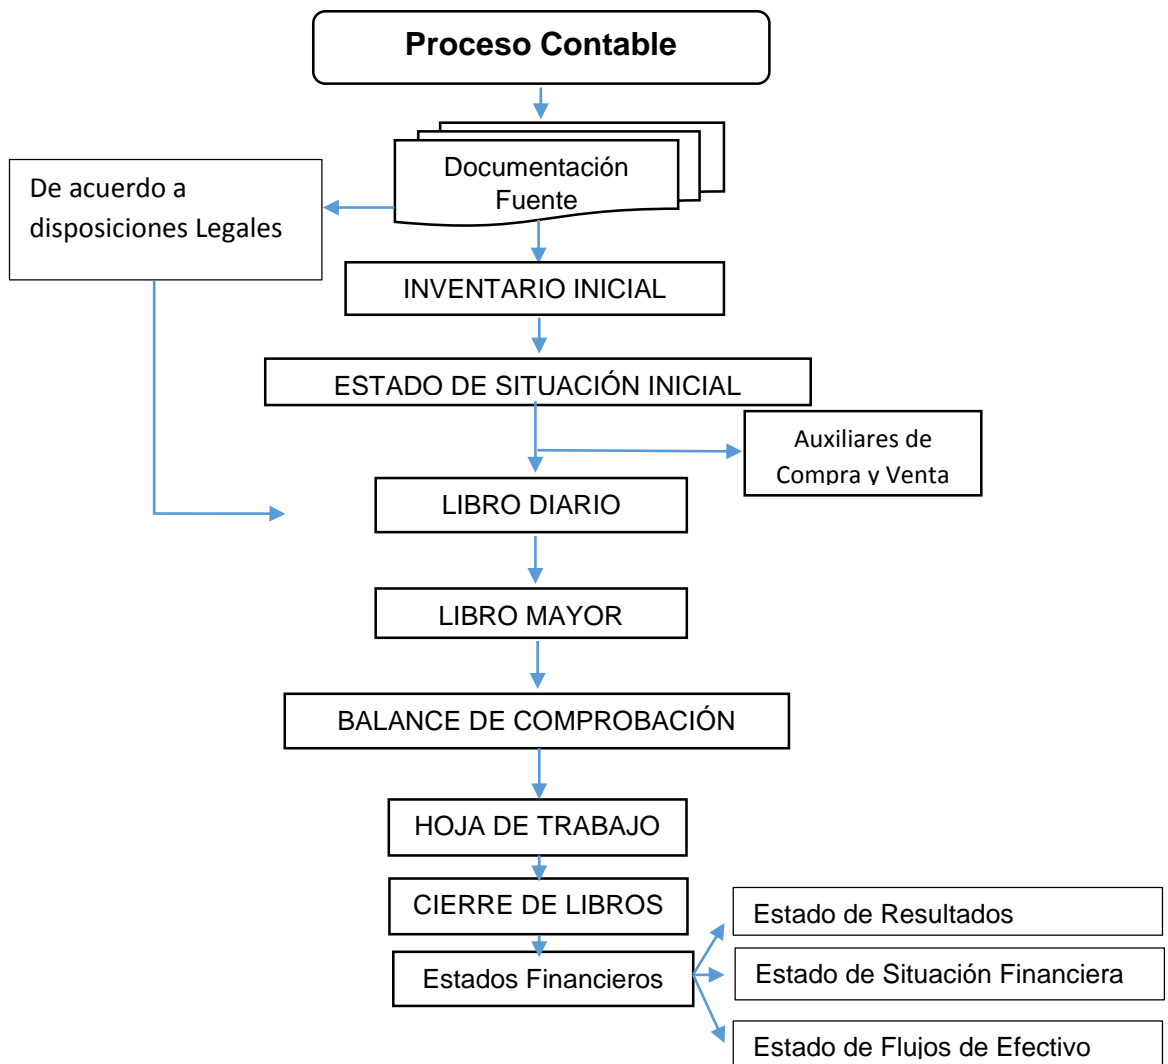 Proceso Contable
Documentación
Fuente
De acuerdo a
disposiciones Legales
INVENTARIO INICIAL
ESTADO DE SITUACIÓN INICIAL
Auxiliares de
Compra y Venta
LIBRO DIARIO
LIBRO MAYOR
BALANCE DE COMPROBACIÓN
HOJA DE TRABAJO
CIERRE DE LIBROS
Estados Financieros
Estado de Resultados
Estado de Situación Financiera
Estado de Flujos de Efectivo